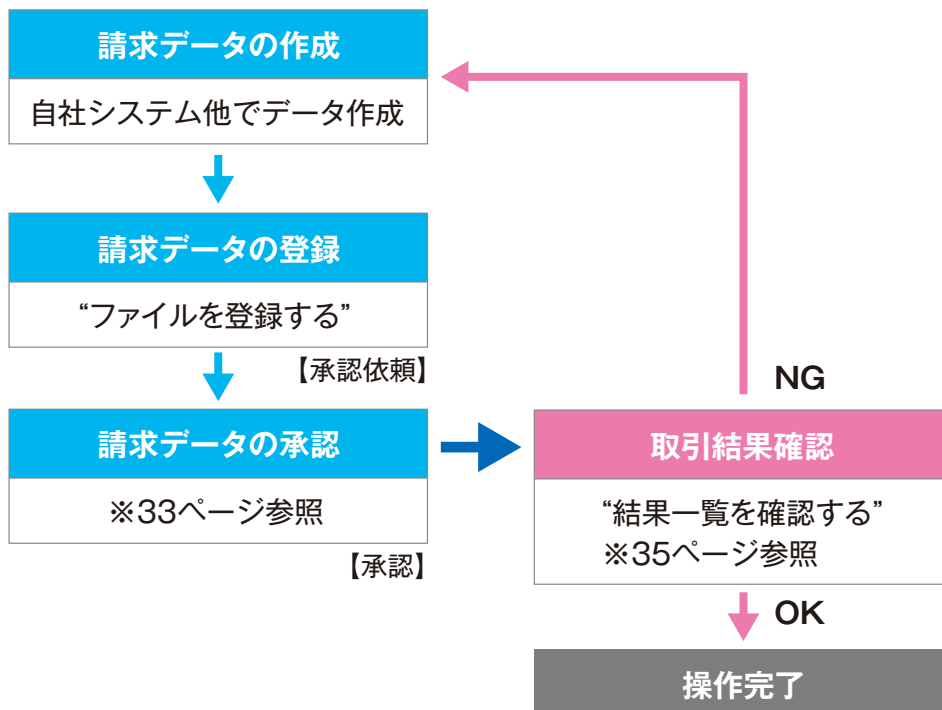 請求データの作成
自社システム他でデータ作成
請求データの登録
“ファイルを登録する”
【承認依頼】
請求データの承認
※33ページ参照
【承認】
NG
取引結果確認
“結果一覧を確認する”
※35ページ参照
OK
操作完了